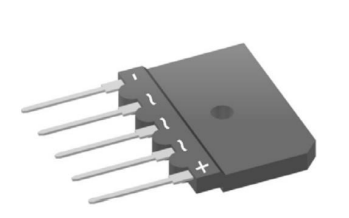 - ~ ~ ~ +